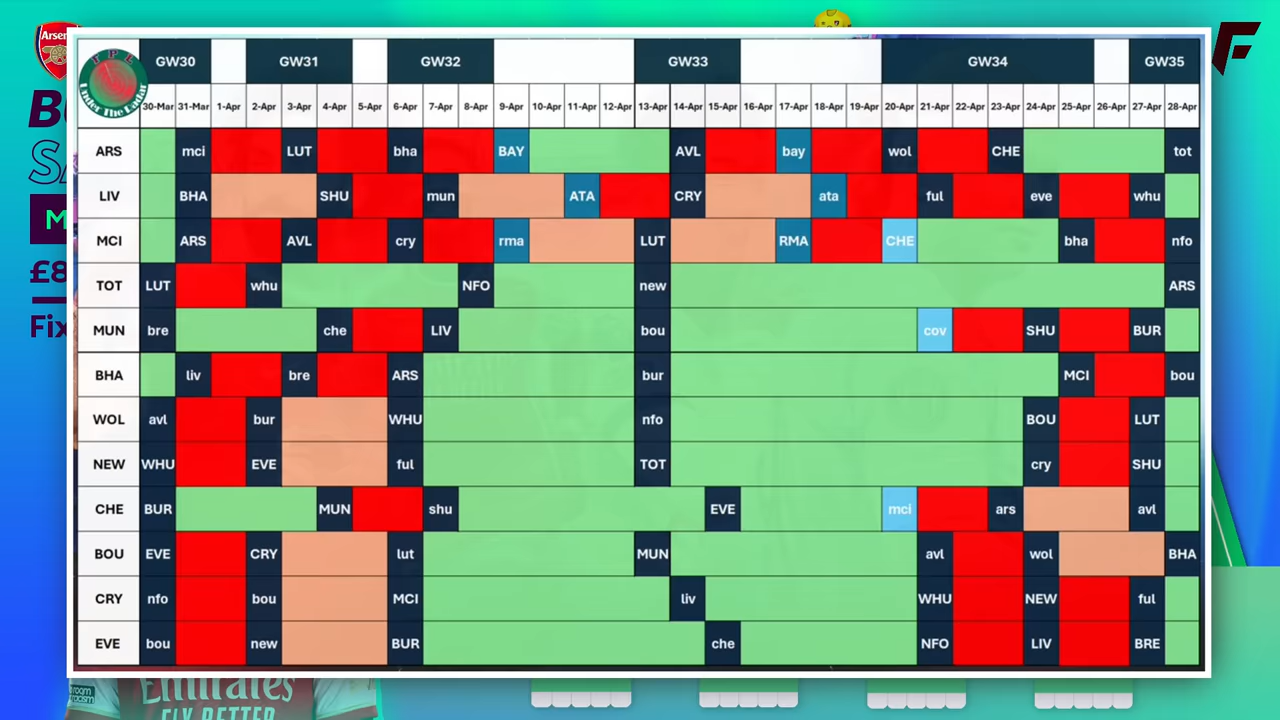 Arsen
GW30 GW31 GW32 GW33 GW34 GW35
FPL
Under The Radar
30-Mar 31-Mar 1-Apr 2-Apr 3-Apr 4-Apr 5-Apr 6-Apr 7-Apr 8-Apr 9-Apr 10-Apr 11-Apr 12-Apr 13-Apr 14-Apr 15-Apr 16-Apr 17-Apr 18-Apr 19-Apr 20-Apr 21-Apr 22-Apr 23-Apr 24-Apr 25-Apr 26-Apr 27-Apr 28-Apr
ARS mci LUT bha BAY AVL bay wol CHE tot
LIV BHA SHU mun ATA CRY ata ful eve whu
MCI ARS AVL cry rma LUT RMA CHE bha nfo
TOT LUT whu NFO new ARS
MUN bre che LIV bou cov SHU BUR
BHA liv bre ARS bur MCI bou
WOL avl bur WHU nfo BOU LUT
NEW WHU EVE ful TOT cry SHU
CHE BUR MUN shu EVE mci ars avl
BOU EVE CRY lut MUN avl wol BHA
CRY nfo bou MCI liv WHU NEW ful
EVE bou new BUR che NFO LIV BRE
£8
Fix
Emirates
FLY BETTER